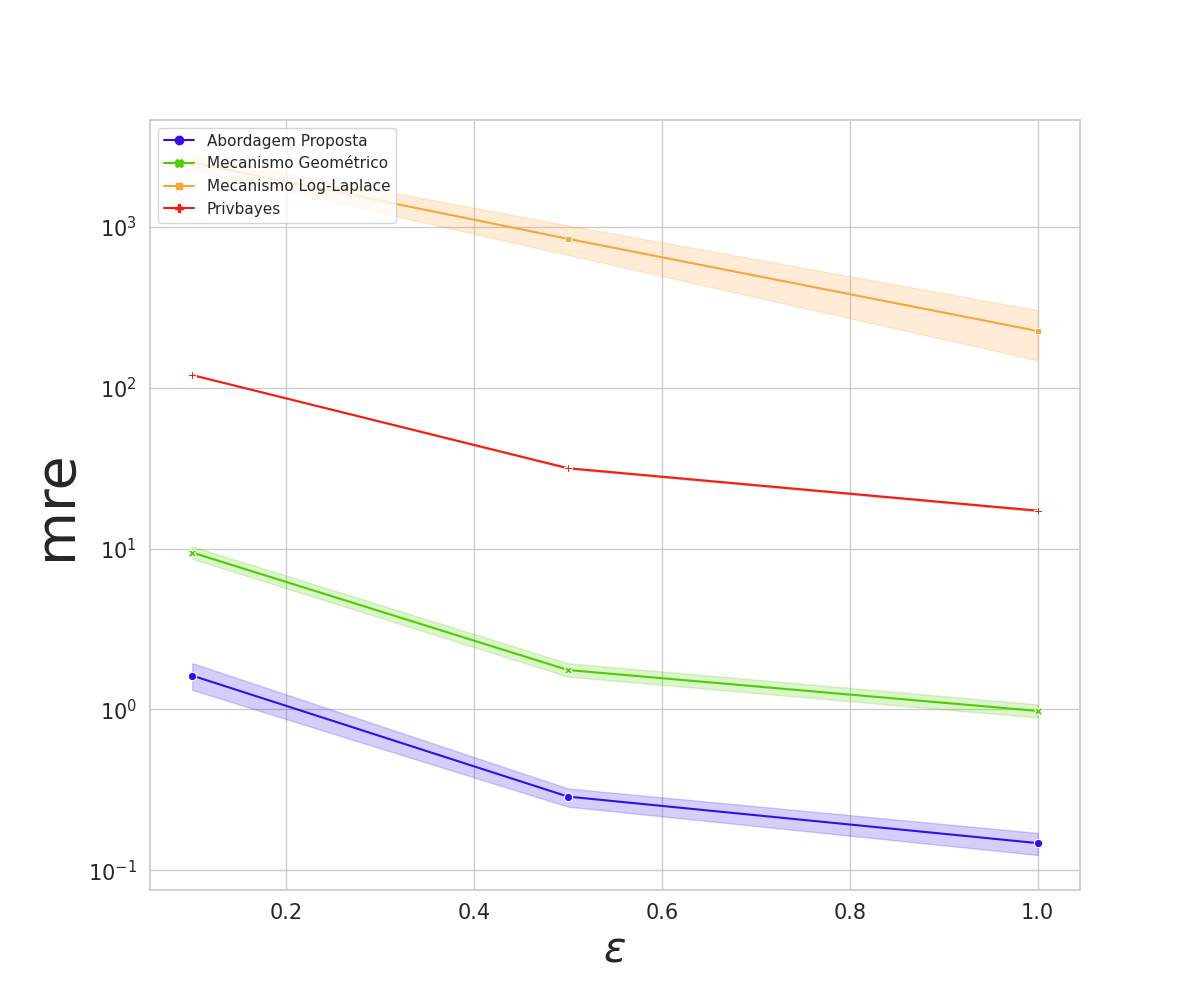 Abordagem Proposta
Mecanismo Geométrico
Mecanismo Log-Laplace
Privbayes
10³
10²
10¹
10⁰
10⁻¹
mre
0.2 0.4 0.6 0.8 1.0
ε